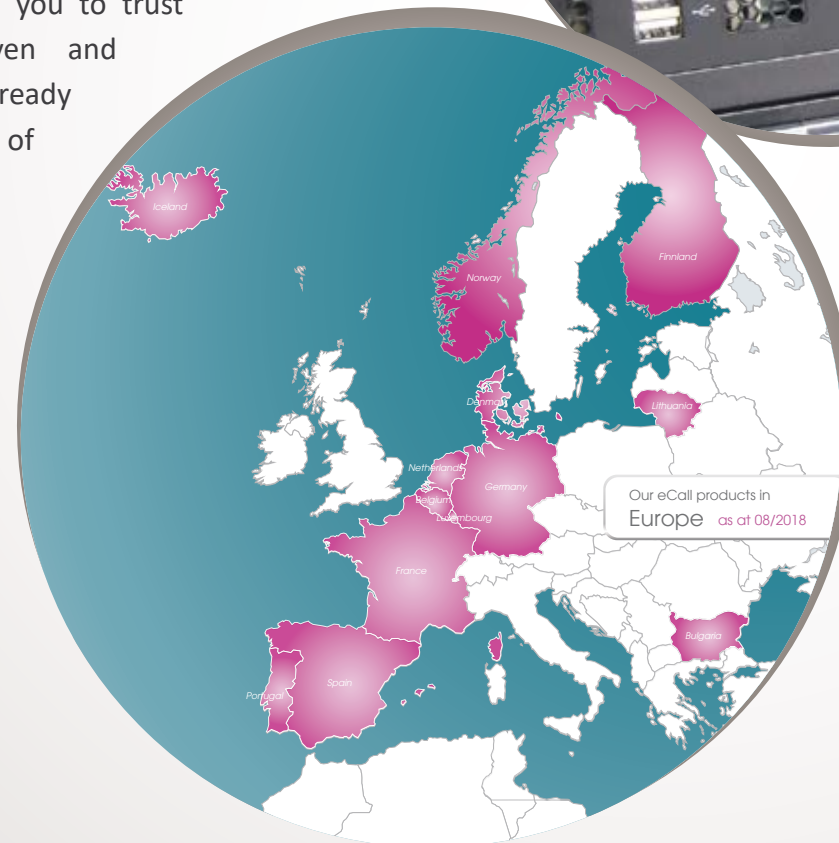 you to trust
ven and
ready
of
Iceland
Norway
Finnland
Denmark
Lithuania
Netherlands
Germany
Belgium
Luxembourg
Our eCall products in
Europe as at 08/2018
France
Bulgaria
Spain
Portugal